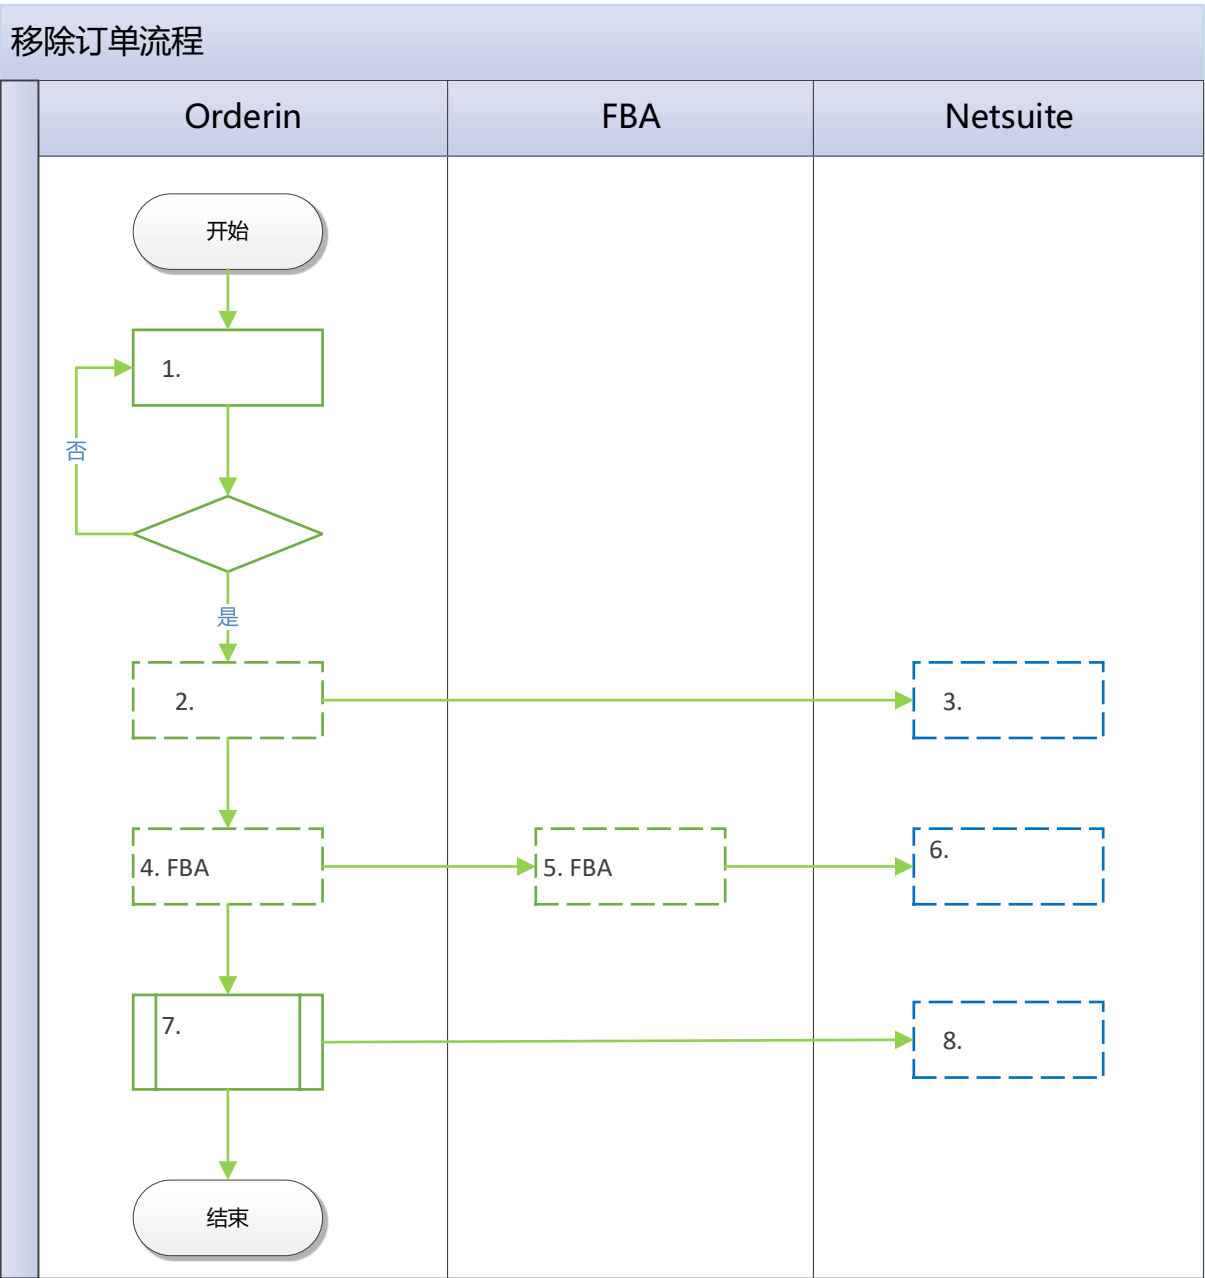 移除订单流程
Orderin
FBA
Netsuite
开始
1.
否
是
2.
3.
4. FBA
5. FBA
6.
7.
8.
结束